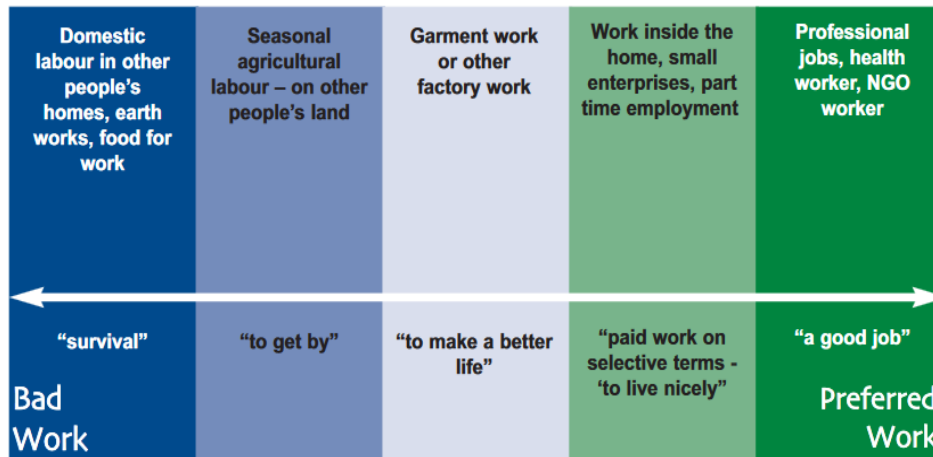 Domestic
labour in other
people's
homes, earth
works, food for
work
Seasonal
agricultural
labour – on other
people's land
Garment work
or other
factory work
Work inside the
home, small
enterprises, part
time employment
Professional
jobs, health
worker, NGO
worker
“survival”
“to get by”
“to make a better
life”
“paid work on
selective terms -
‘to live nicely”
“a good job”
Bad
Work
Preferred
Work